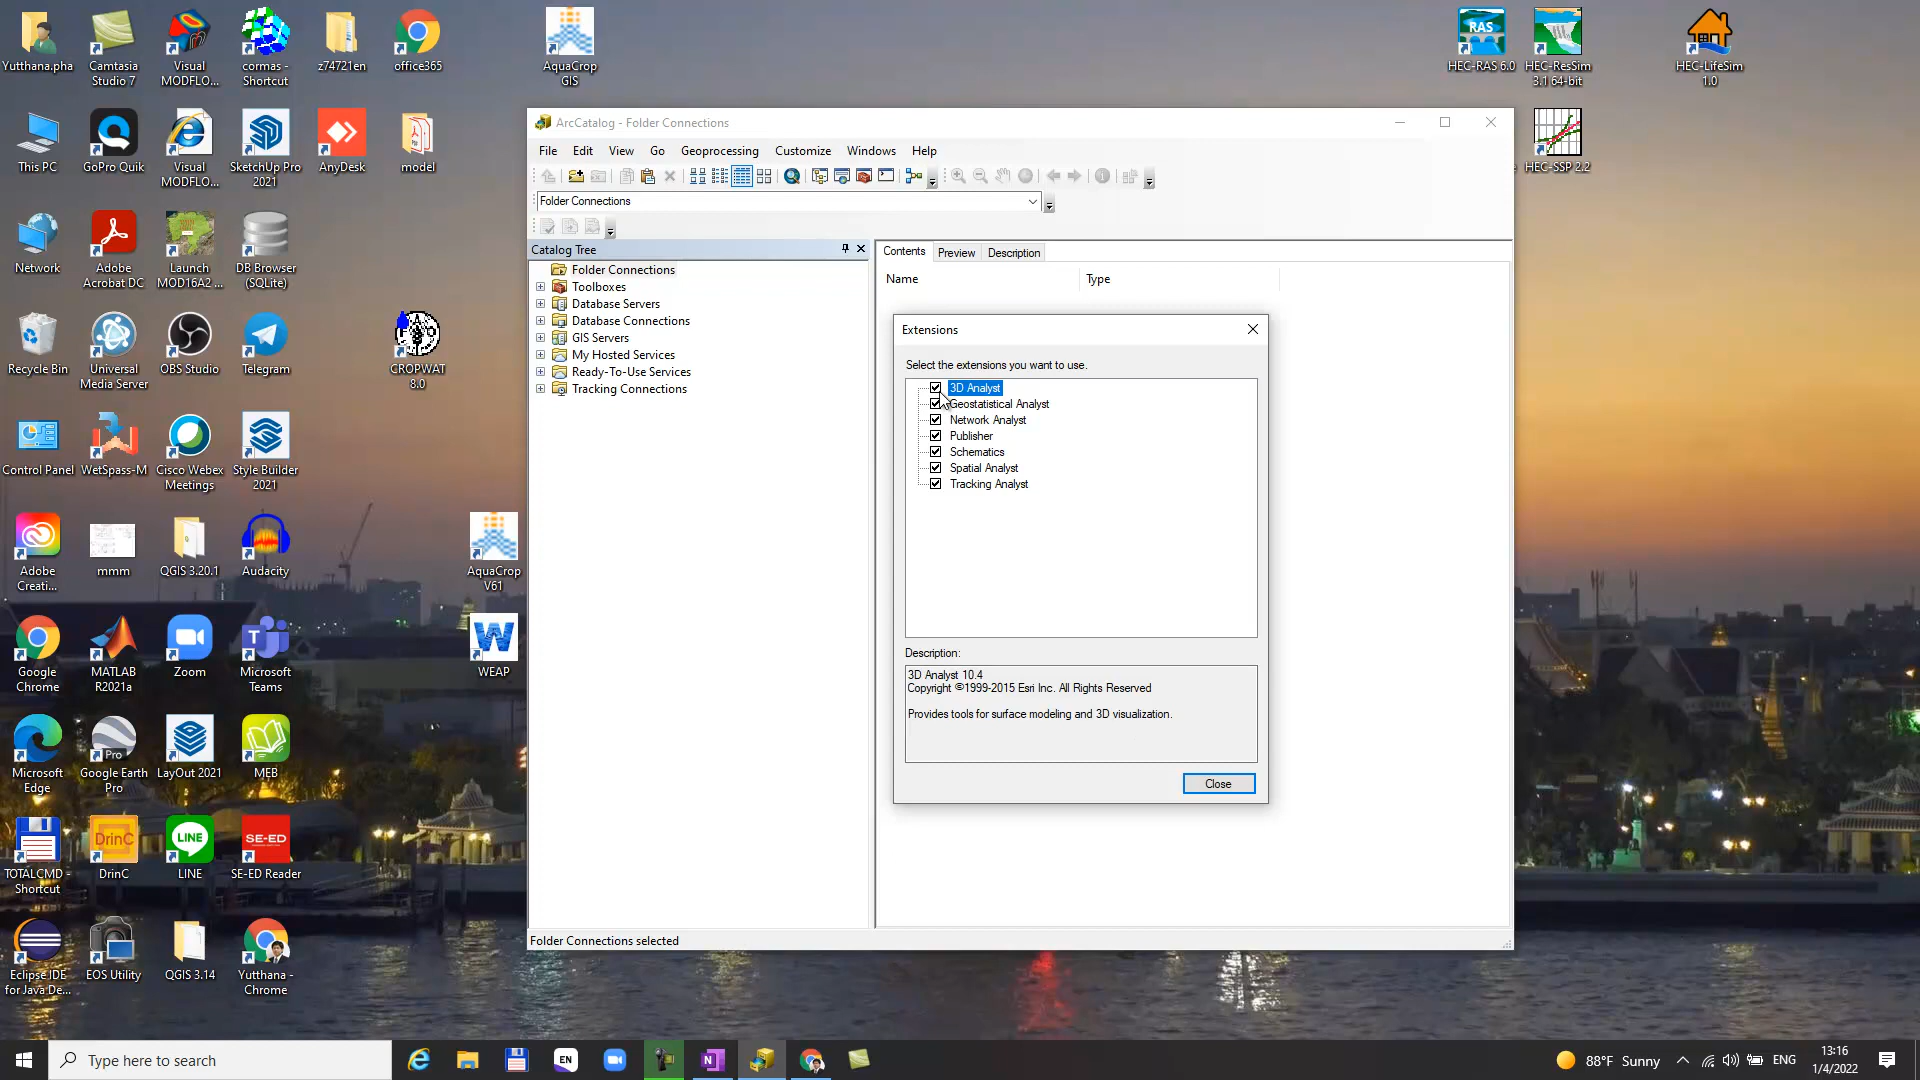 Yutthana.pha
Camtasia
Studio 7
Visual
MODFLO...
cormas -
Shortcut
z74721en
office365
AquaCrop
GIS
HEC-RAS 6.0
HEC-ResSim
3.1 64-bit
HEC-LifeSim
1.0
RAS
This PC
GoPro Quik
Visual
MODFLO...
SketchUp Pro
2021
AnyDesk
model
HEC-SSP 2.2
Network
Adobe
Acrobat DC
Launch
MOD16A2 ...
DB Browser
(SQLite)
Recycle Bin
Universal
Media Server
OBS Studio
Telegram
CROPWAT
8.0
Control Panel
WetSpass-M
Cisco Webex
Meetings
Style Builder
2021
Adobe
Creati...
mmm
QGIS 3.20.1
Audacity
AquaCrop
V61
Google
Chrome
MATLAB
R2021a
Zoom
Microsoft
Teams
WEAP
Microsoft
Edge
Pro
Google Earth
Pro
LayOut 2021
MEB
TOTALCMD -
Shortcut
DrinC
DrinC
LINE
LINE
SE-ED
SE-ED Reader
Eclipse IDE
for Java De...
EOS Utility
QGIS 3.14
Yutthana -
Chrome
ArcCatalog - Folder Connections
File Edit View Go Geoprocessing Customize Windows Help
Folder Connections
Catalog Tree
Folder Connections
Toolboxes
Database Servers
Database Connections
GIS Servers
My Hosted Services
Ready-To-Use Services
Tracking Connections
Contents Preview Description
Name Type
Extensions
Select the extensions you want to use.
3D Analyst
Geostatistical Analyst
Network Analyst
Publisher
Schematics
Spatial Analyst
Tracking Analyst
Description:
3D Analyst 10.4
Copyright ©1999-2015 Esri Inc. All Rights Reserved
Provides tools for surface modeling and 3D visualization.
Close
Folder Connections selected
Type here to search
EN
88°F Sunny
ENG
13:16
1/4/2022